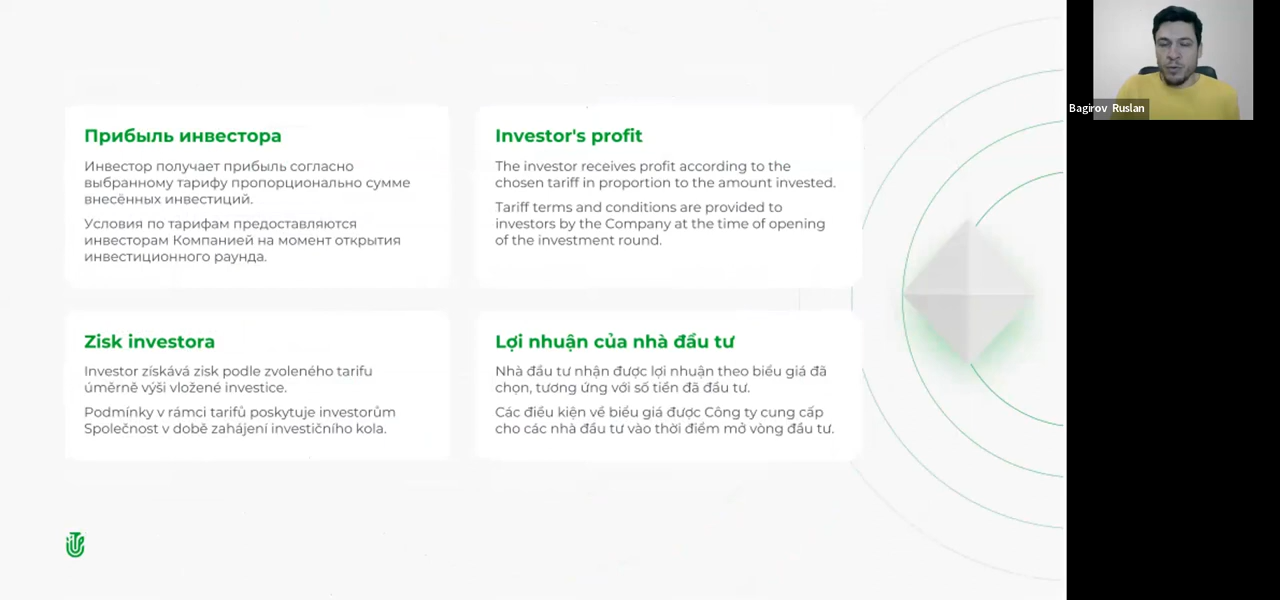 Прибыль инвестора
Инвестор получает прибыль согласно
выбранному тарифу пропорционально сумме
внесённых инвестиций.
Условия по тарифам предоставляются
инвесторам Компанией на момент открытия
инвестиционного раунда.
Investor's profit
The investor receives profit according to the
chosen tariff in proportion to the amount invested.
Tariff terms and conditions are provided to
investors by the Company at the time of opening
of the investment round.
Zisk investora
Investor získává zisk podle zvoleného tarifu
úměrně výši vložené investice.
Podmínky v rámci tarifů poskytuje investorům
Společnost v době zahájení investičního kola.
Lợi nhuận của nhà đầu tư
Nhà đầu tư nhận được lợi nhuận theo biểu giá đã
chọn, tương ứng với số tiền đã đầu tư.
Các điều kiện về biểu giá được Công ty cung cấp
cho các nhà đầu tư vào thời điểm mở vòng đầu tư.
Bagirov Ruslan